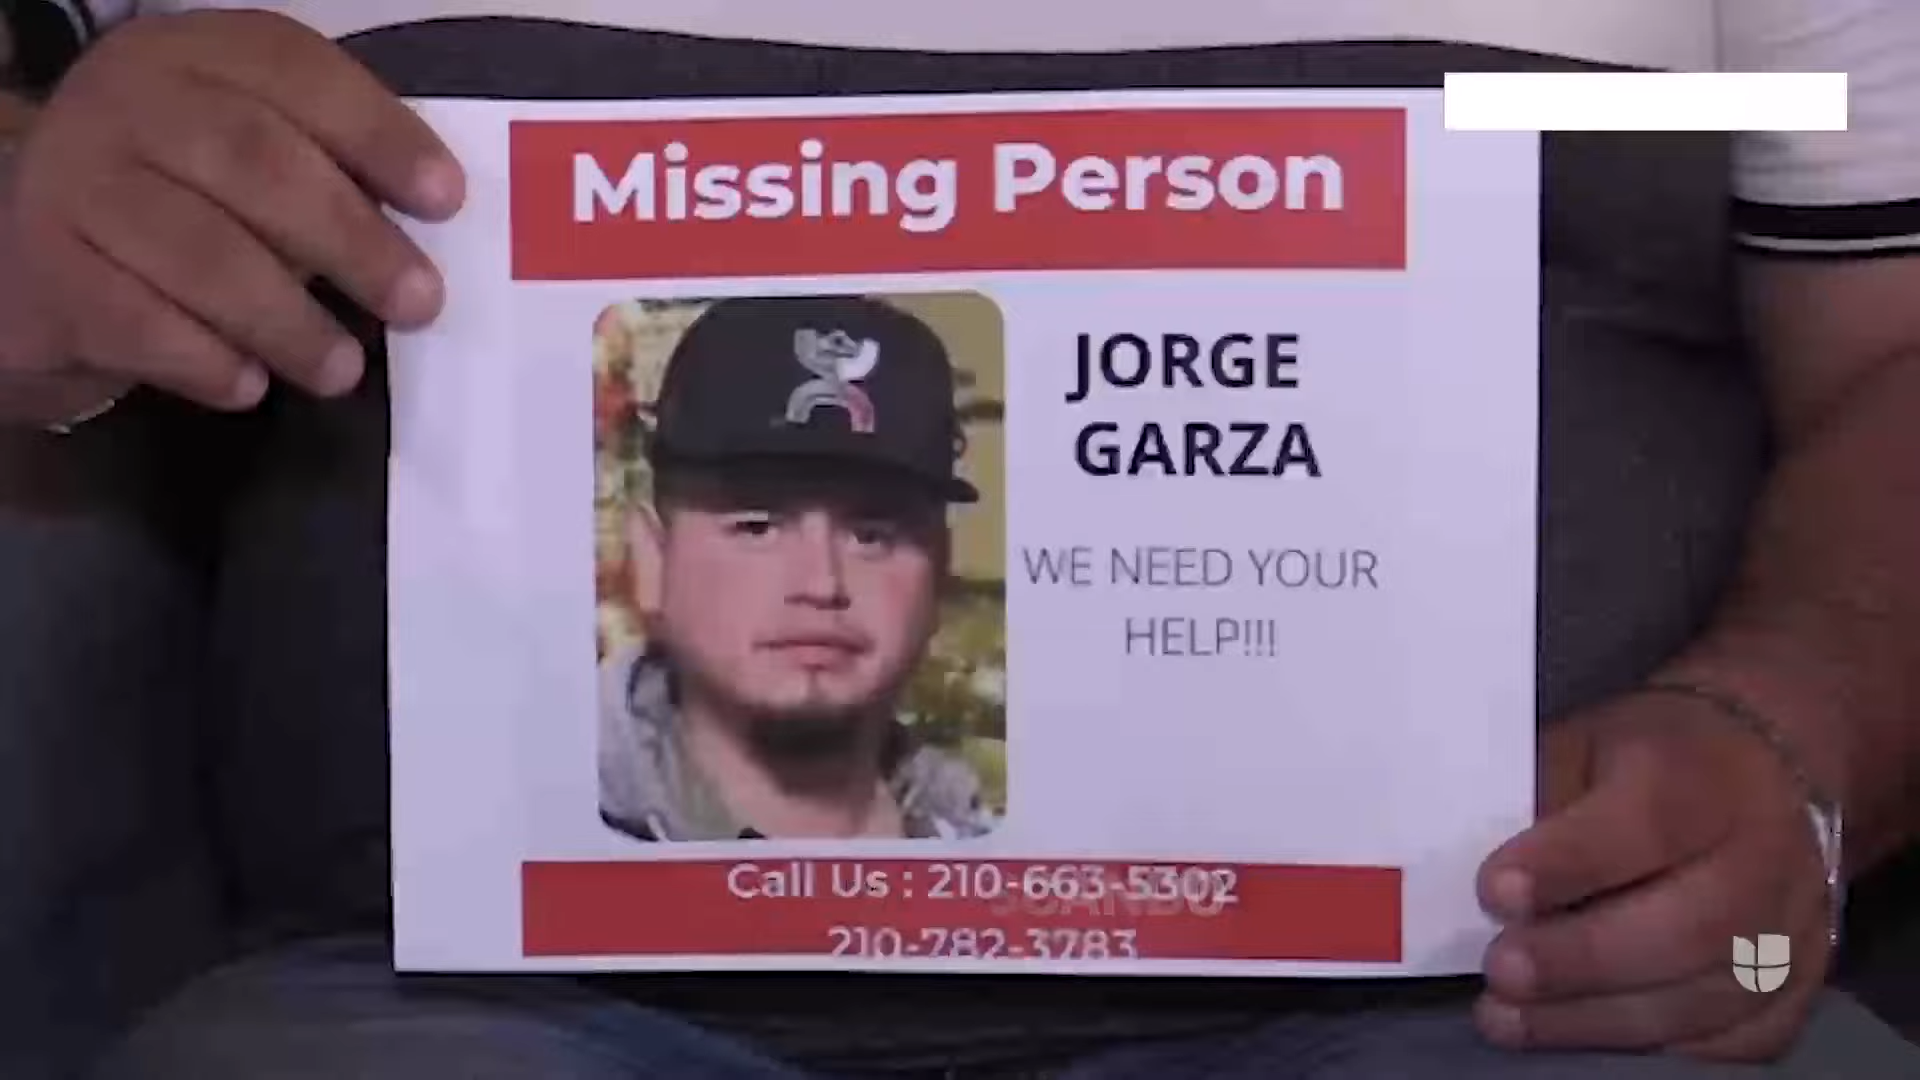 Missing Person
JORGE
GARZA
WE NEED YOUR
HELP!!!
Call Us : 210-663-5302
210-782-3783